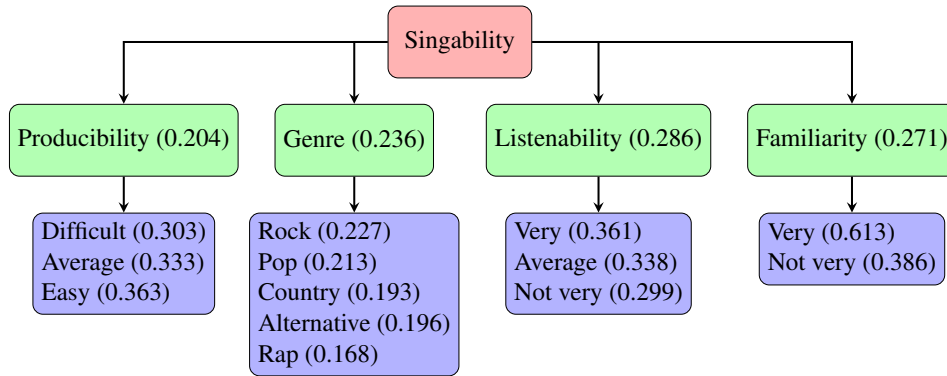 Singability
Producibility (0.204)
Genre (0.236)
Listenability (0.286)
Familiarity (0.271)
Difficult (0.303)
Average (0.333)
Easy (0.363)
Rock (0.227)
Pop (0.213)
Country (0.193)
Alternative (0.196)
Rap (0.168)
Very (0.361)
Average (0.338)
Not very (0.299)
Very (0.613)
Not very (0.386)